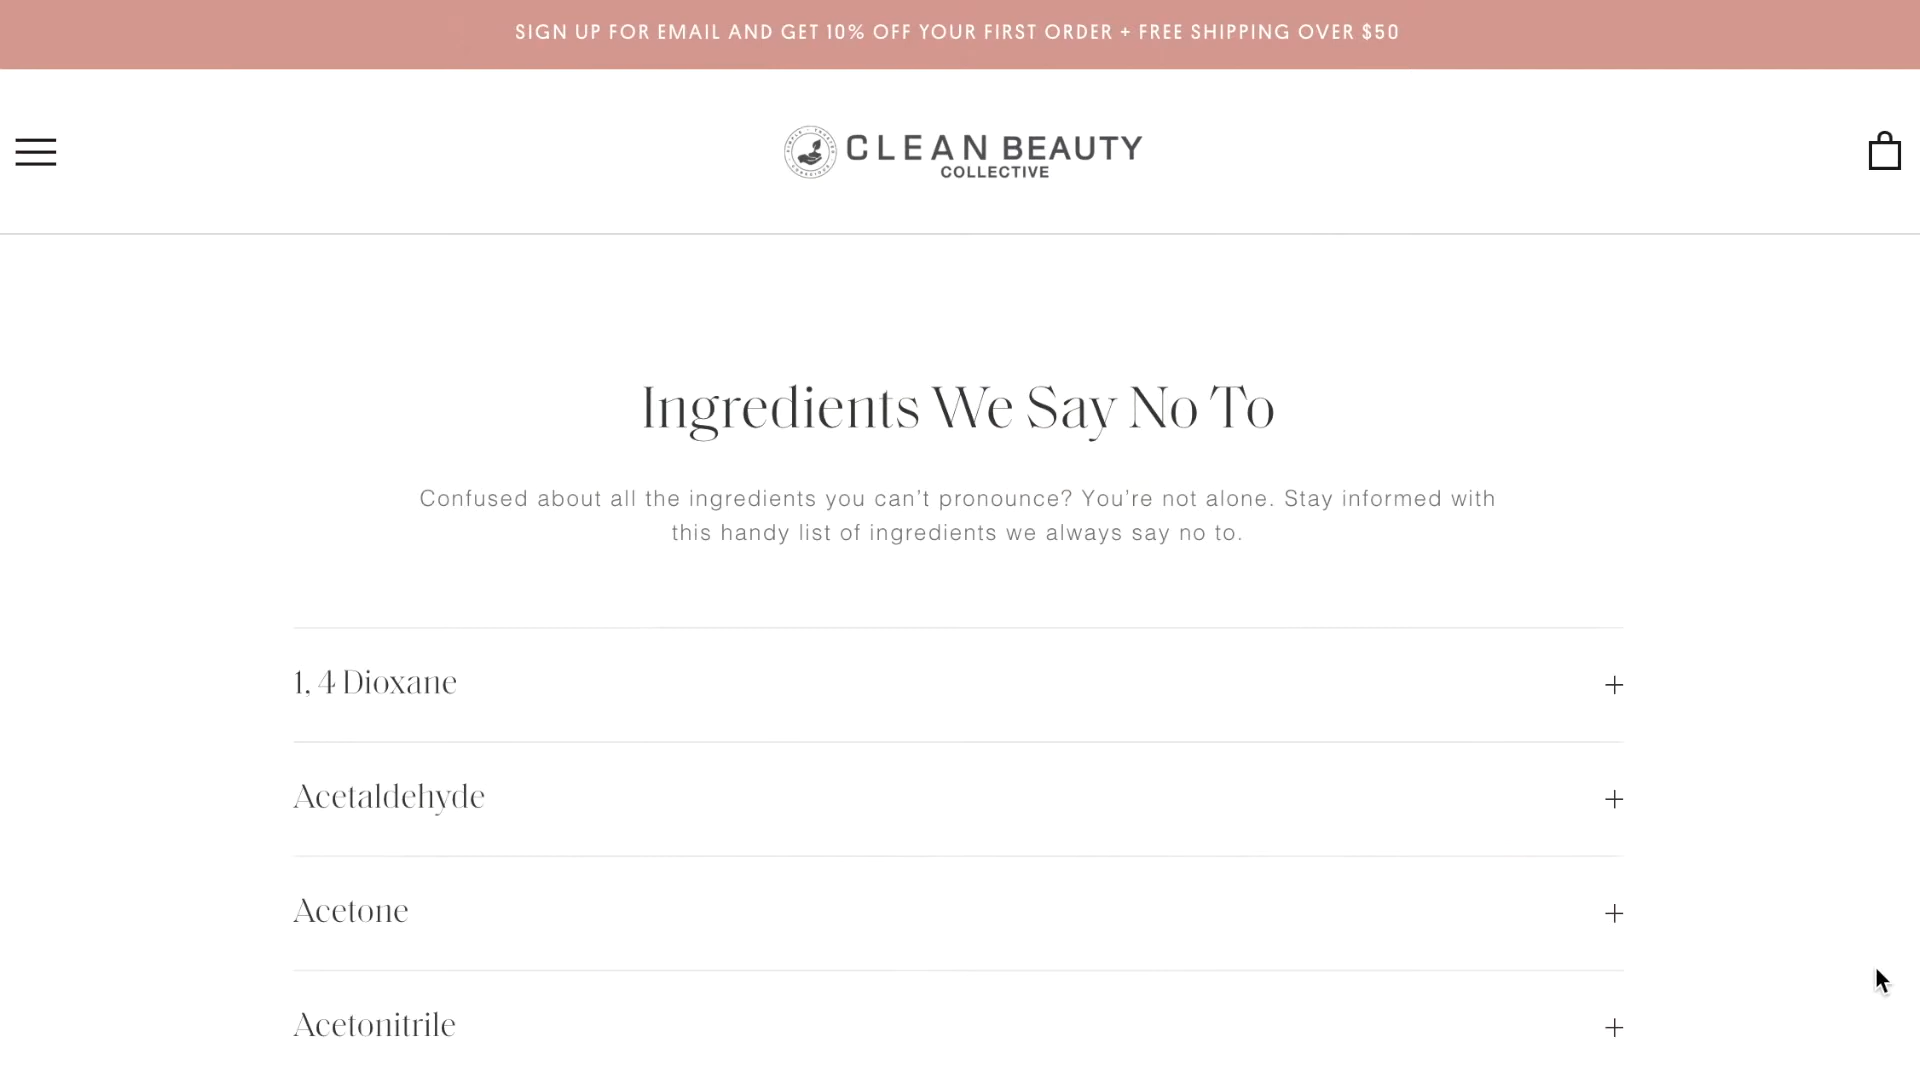 SIGN UP FOR EMAIL AND GET 10% OFF YOUR FIRST ORDER + FREE SHIPPING OVER $50
CLEAN BEAUTY
COLLECTIVE
Ingredients We Say No To
Confused about all the ingredients you can't pronounce? You're not alone. Stay informed with
this handy list of ingredients we always say no to.
1, 4 Dioxane
Acetaldehyde
Acetone
Acetonitrile